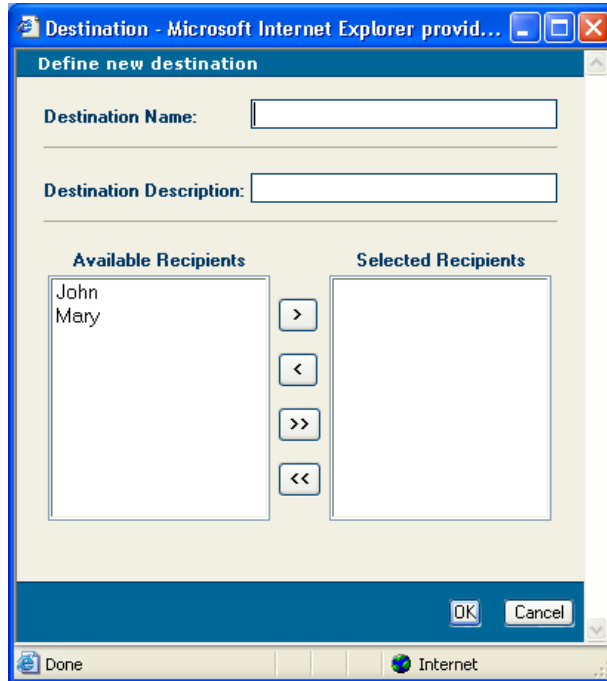 Destination - Microsoft Internet Explorer provid...
Define new destination
Destination Name:
Destination Description:
Available Recipients
Selected Recipients
John
Mary
>
<
>>
<<
OK
Cancel
Done
Internet